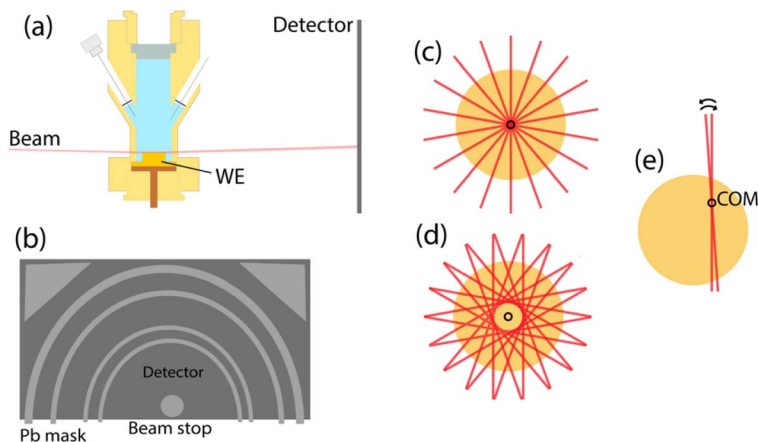 (a)
Detector
Beam
WE
(b)
Detector
Pb mask
Beam stop
(c)
(d)
(e)
COM